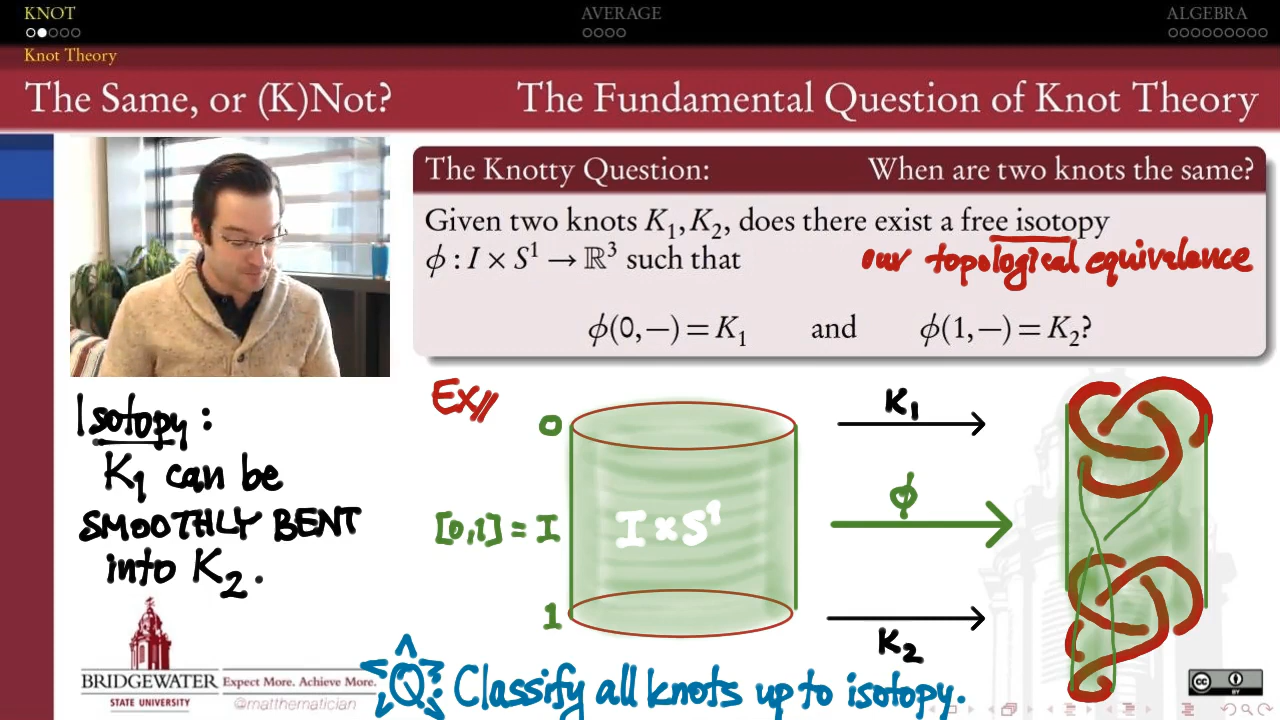 KNOT AVERAGE ALGEBRA
Knot Theory
The Same, or (K)Not? The Fundamental Question of Knot Theory
The Knotty Question: When are two knots the same?
Given two knots K₁, K₂, does there exist a free isotopy
ϕ : I × S¹ → ℝ³ such that
our topological equivalence
ϕ(0,−) = K₁ and ϕ(1,−) = K₂?
Isotopy:
K₁ can be
SMOOTHLY BENT
into K₂.
Ex//
0
[0,1] = I
1
I × S¹
K₁
ϕ
K₂
BRIDGEWATER
STATE UNIVERSITY
Expect More. Achieve More.
@matthematician
Q: Classify all knots up to isotopy.
CC BY